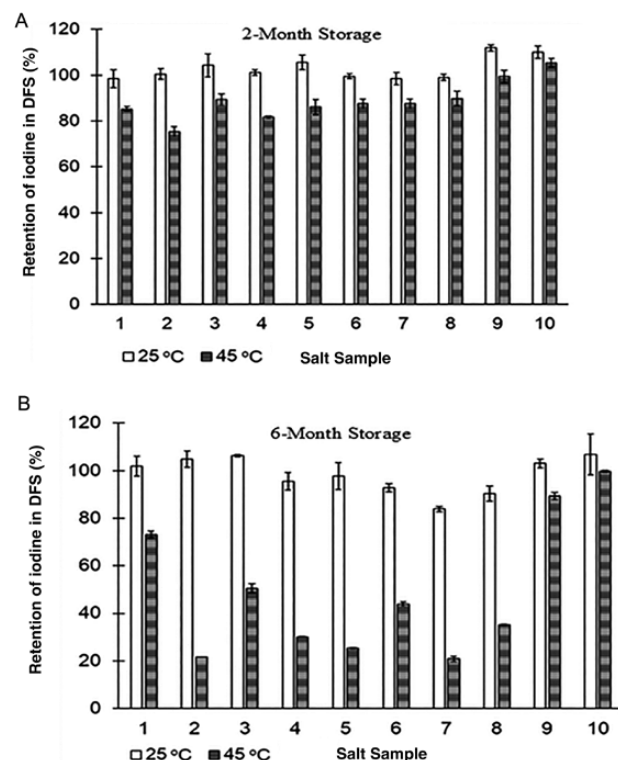 A
2-Month Storage
Retention of iodine in DFS (%)
120
100
80
60
40
20
0
1 2 3 4 5 6 7 8 9 10
25 °C 45 °C Salt Sample
B
6-Month Storage
Retention of iodine in DFS (%)
120
100
80
60
40
20
0
1 2 3 4 5 6 7 8 9 10
25 °C 45 °C Salt Sample